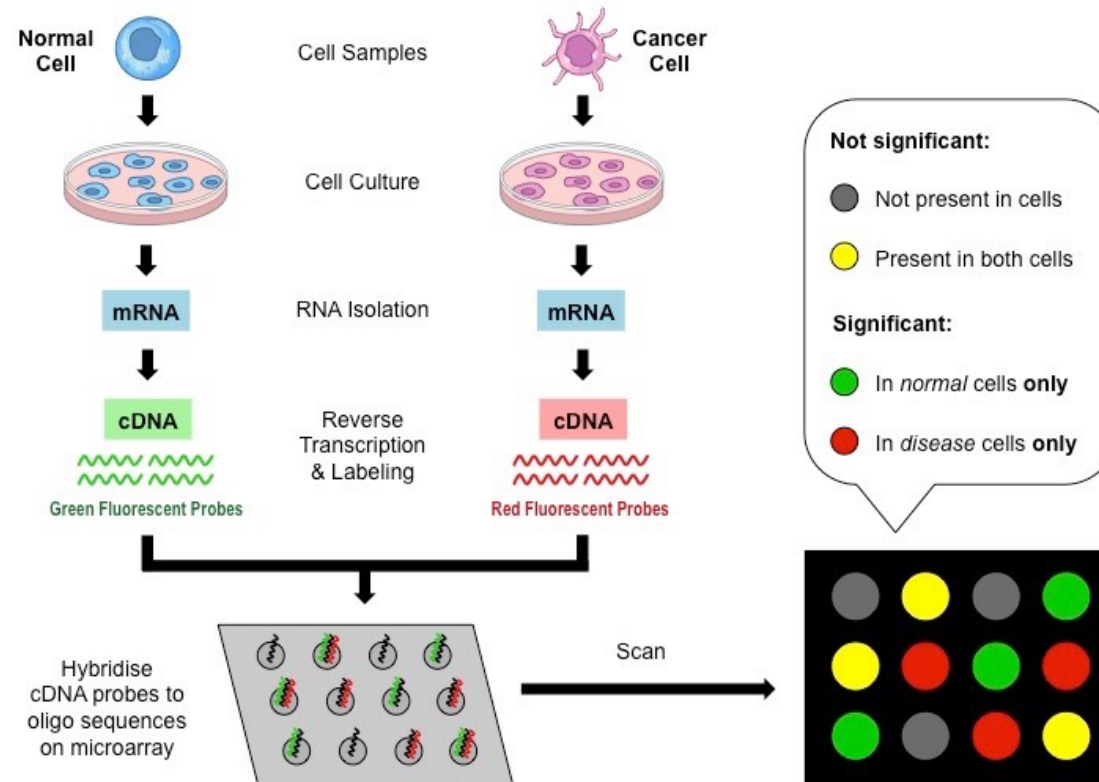 Normal
Cell
Cell Samples
Cancer
Cell
Cell Culture
mRNA
RNA Isolation
mRNA
cDNA
Reverse
Transcription
& Labeling
cDNA
Green Fluorescent Probes
Red Fluorescent Probes
Hybridise
cDNA probes to
oligo sequences
on microarray
Scan
Not significant:
Not present in cells
Present in both cells
Significant:
In normal cells only
In disease cells only